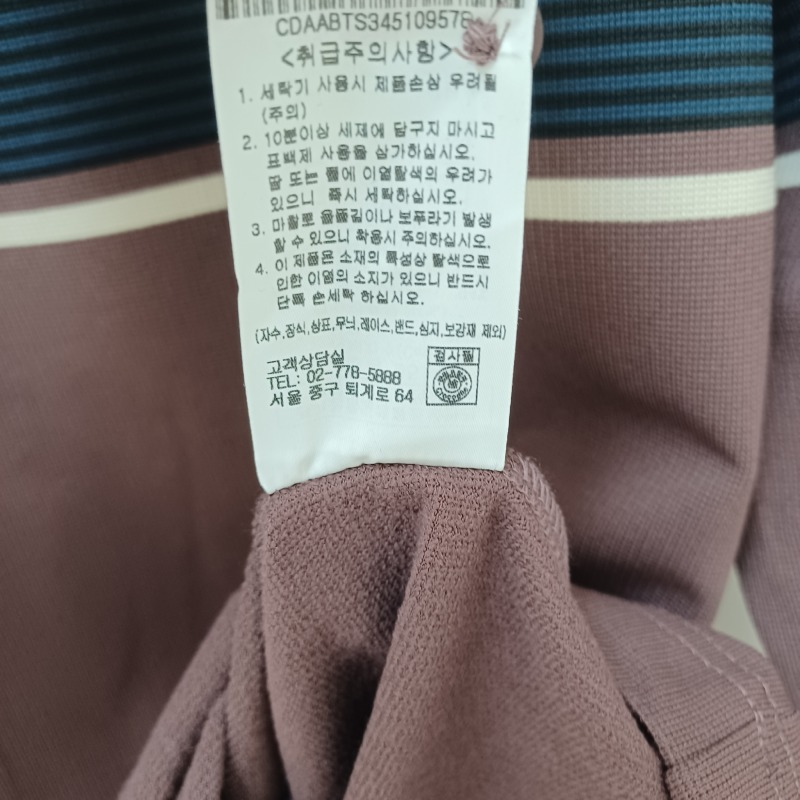 CDAABTS345109578
<취급주의사항>
1. 세탁기 사용시 제품손상 우려됨
(주의)
2. 10분이상 세제에 담구지 마시고
표백제 사용을 삼가하십시오.
땀 또는 물에 이염탈색의 우려가
있으니 즉시 세탁하십시오.
3. 마찰로 올뜯김이나 보푸라기 발생
할 수 있으니 착용시 주의하십시오.
4. 이 제품은 소재의 특성상 탈색으로
인한 이염의 소지가 있으니 반드시
단독 손세탁 하십시오.
(자수,장식,상표,무늬,레이스,밴드,심지,보강재 제외)
고객상담실
TEL: 02-778-5888
서울 중구 퇴계로 64
검사필